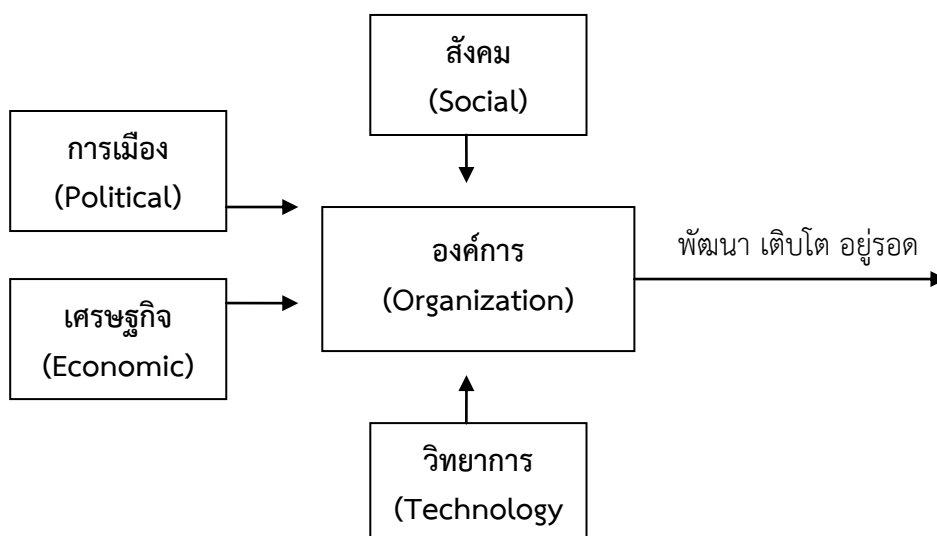 สังคม
(Social)
การเมือง
(Political)
องค์การ
(Organization)
พัฒนา เติบโต อยู่รอด
เศรษฐกิจ
(Economic)
วิทยาการ
(Technology